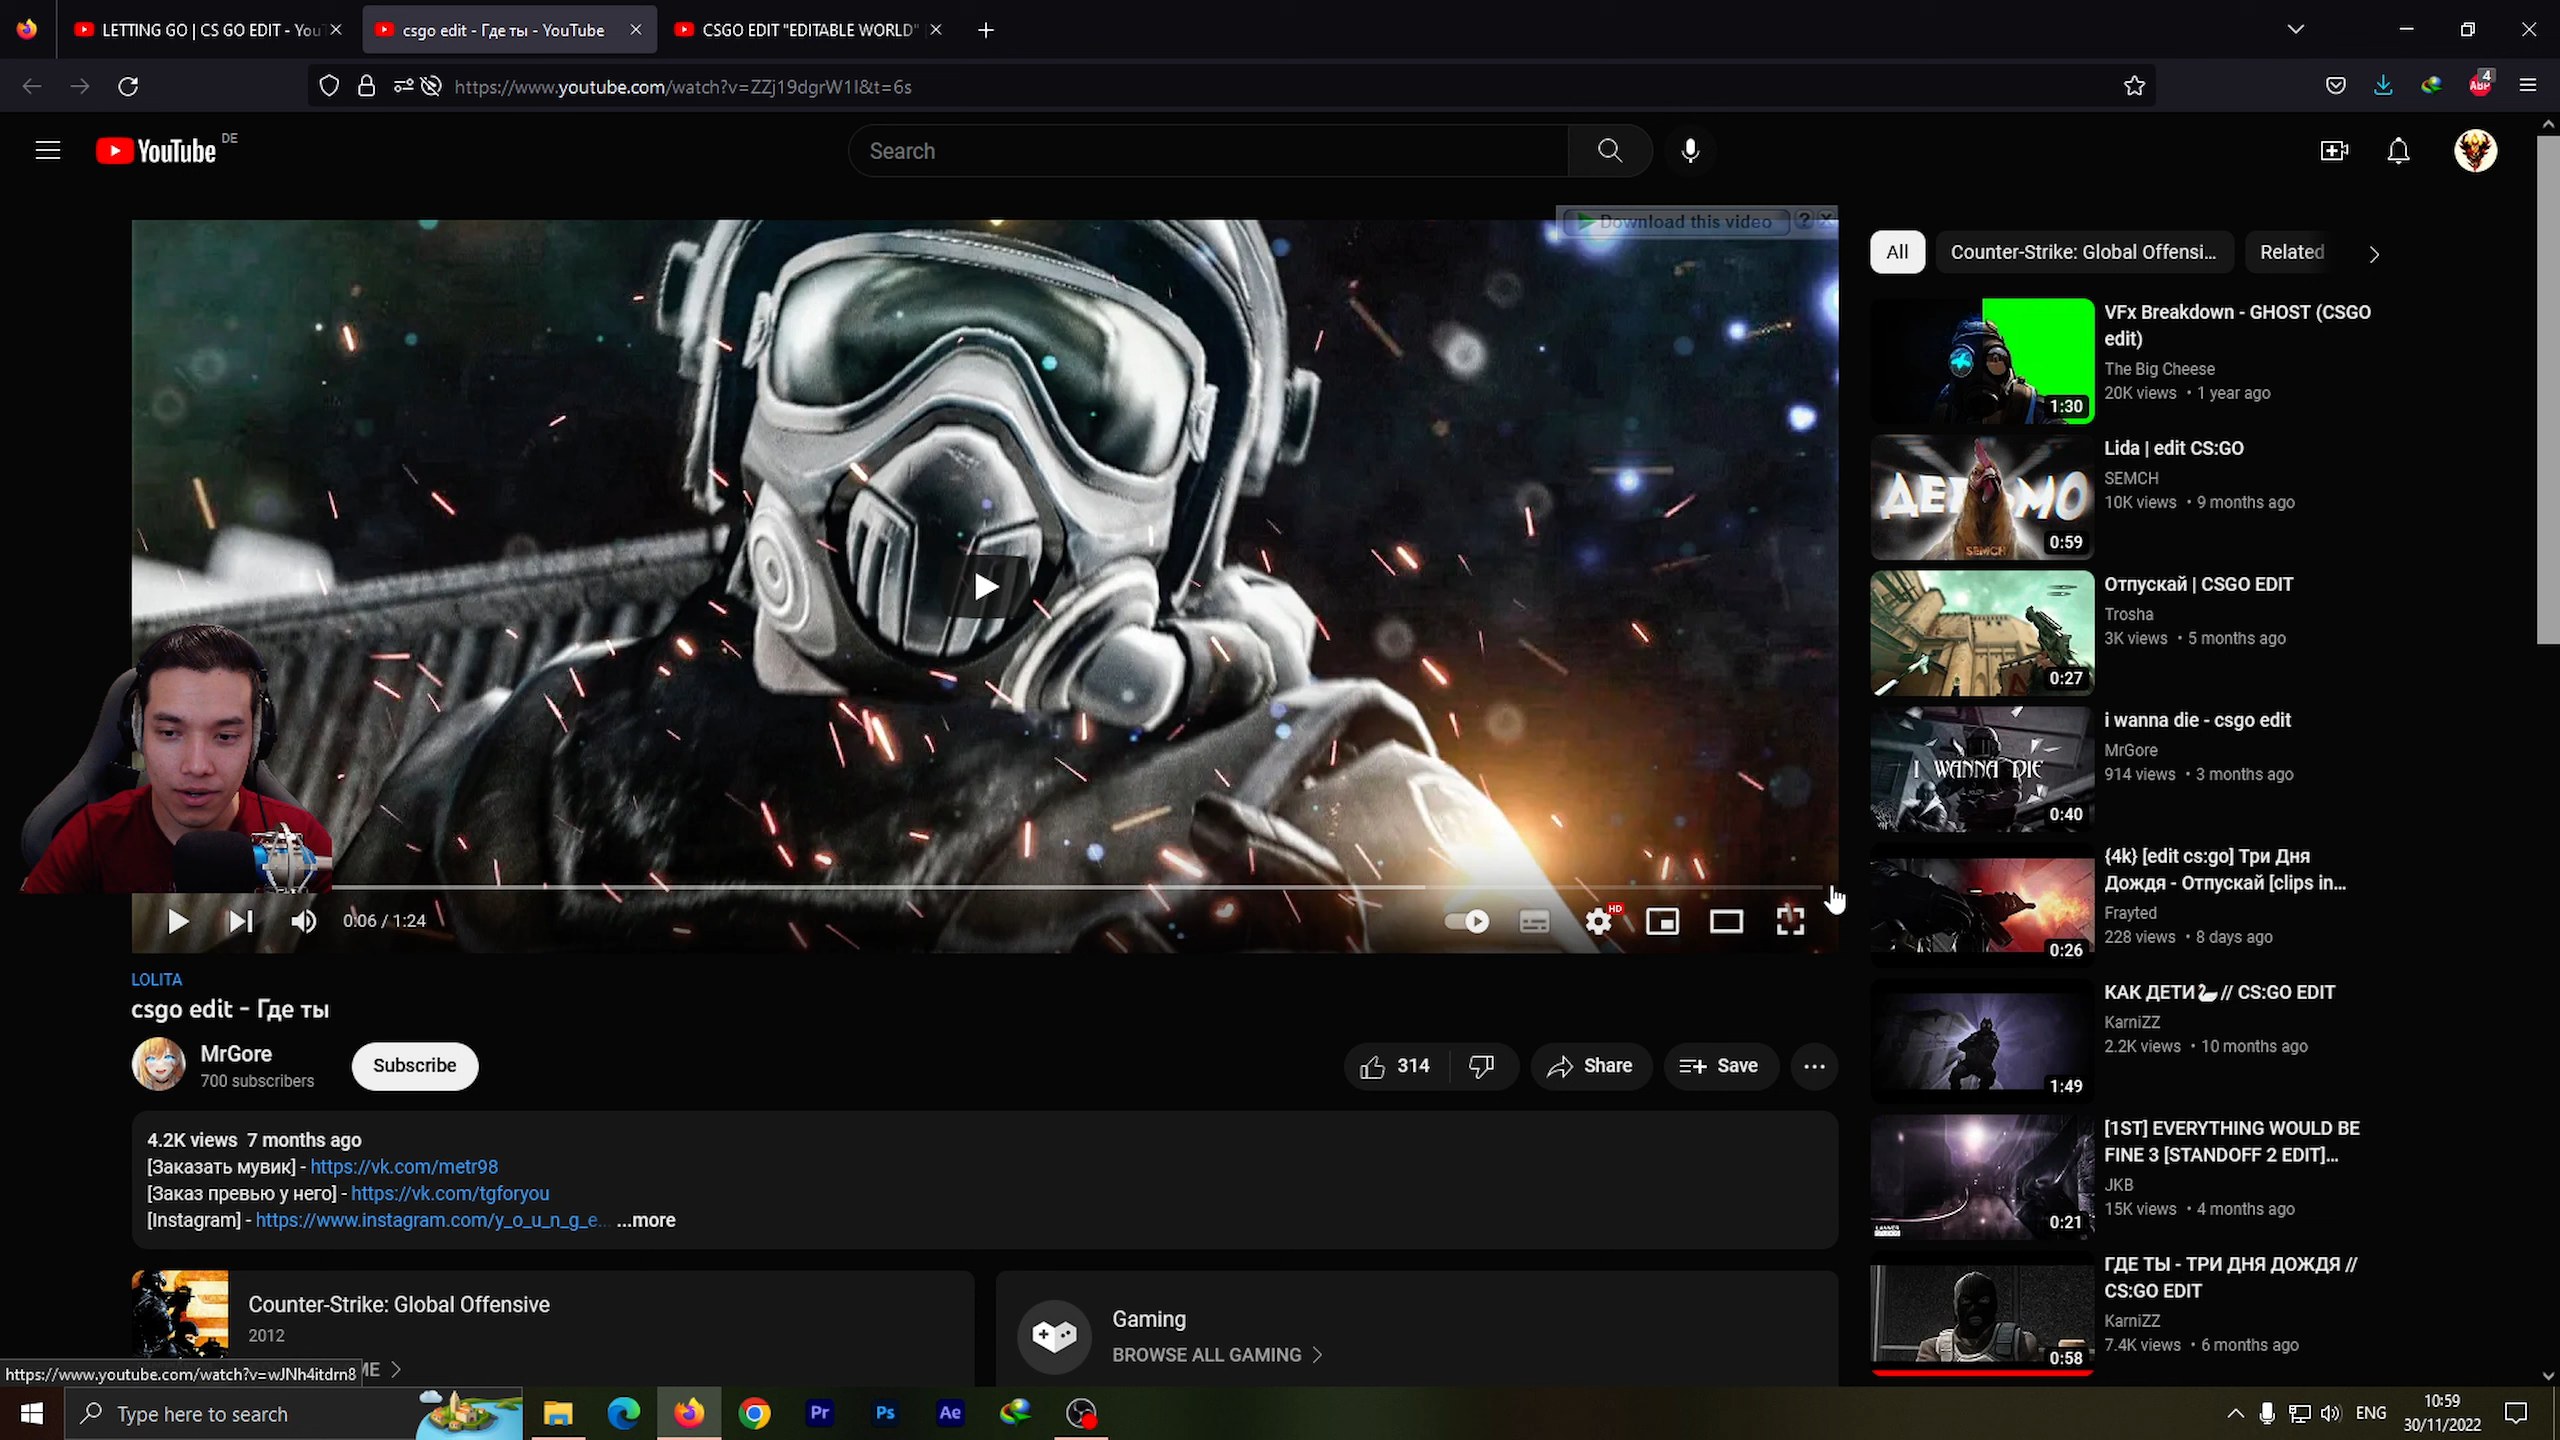 LETTING GO | CS GO EDIT - You
csgo edit - Где ты - YouTube
CSGO EDIT "EDITABLE WORLD"
https://www.youtube.com/watch?v=ZZj19dgrW1I&t=6s
4
ABP
YouTube
DE
Search
Download this video
?
All
Counter-Strike: Global Offensi...
Related
VFx Breakdown - GHOST (CSGO
edit)
The Big Cheese
20K views • 1 year ago
1:30
Lida | edit CS:GO
SEMCH
10K views • 9 months ago
SEMCH
0:59
Отпускай | CSGO EDIT
Trosha
3K views • 5 months ago
0:27
i wanna die - csgo edit
MrGore
914 views • 3 months ago
I WANNA DIE
0:40
{4k} [edit cs:go] Три Дня
Дождя - Отпускай [clips in...
Frayted
228 views • 8 days ago
0:26
КАК ДЕТИ🦢 // CS:GO EDIT
KarniZZ
2.2K views • 10 months ago
1:49
[1ST] EVERYTHING WOULD BE
FINE 3 [STANDOFF 2 EDIT]...
JKB
15K views • 4 months ago
0:21
ГДЕ ТЫ - ТРИ ДНЯ ДОЖДЯ //
CS:GO EDIT
KarniZZ
7.4K views • 6 months ago
0:58
0:06 / 1:24
HD
LOLITA
csgo edit - Где ты
MrGore
700 subscribers
Subscribe
314
Share
Save
4.2K views 7 months ago
[Заказать мувик] - https://vk.com/metr98
[Заказ превью у него] - https://vk.com/tgforyou
[Instagram] - https://www.instagram.com/y_o_u_n_g_e... ...more
Counter-Strike: Global Offensive
2012
Gaming
BROWSE ALL GAMING
https://www.youtube.com/watch?v=wJNh4itdrn8
ME
Type here to search
Pr
Ps
Ae
ENG
10:59
30/11/2022